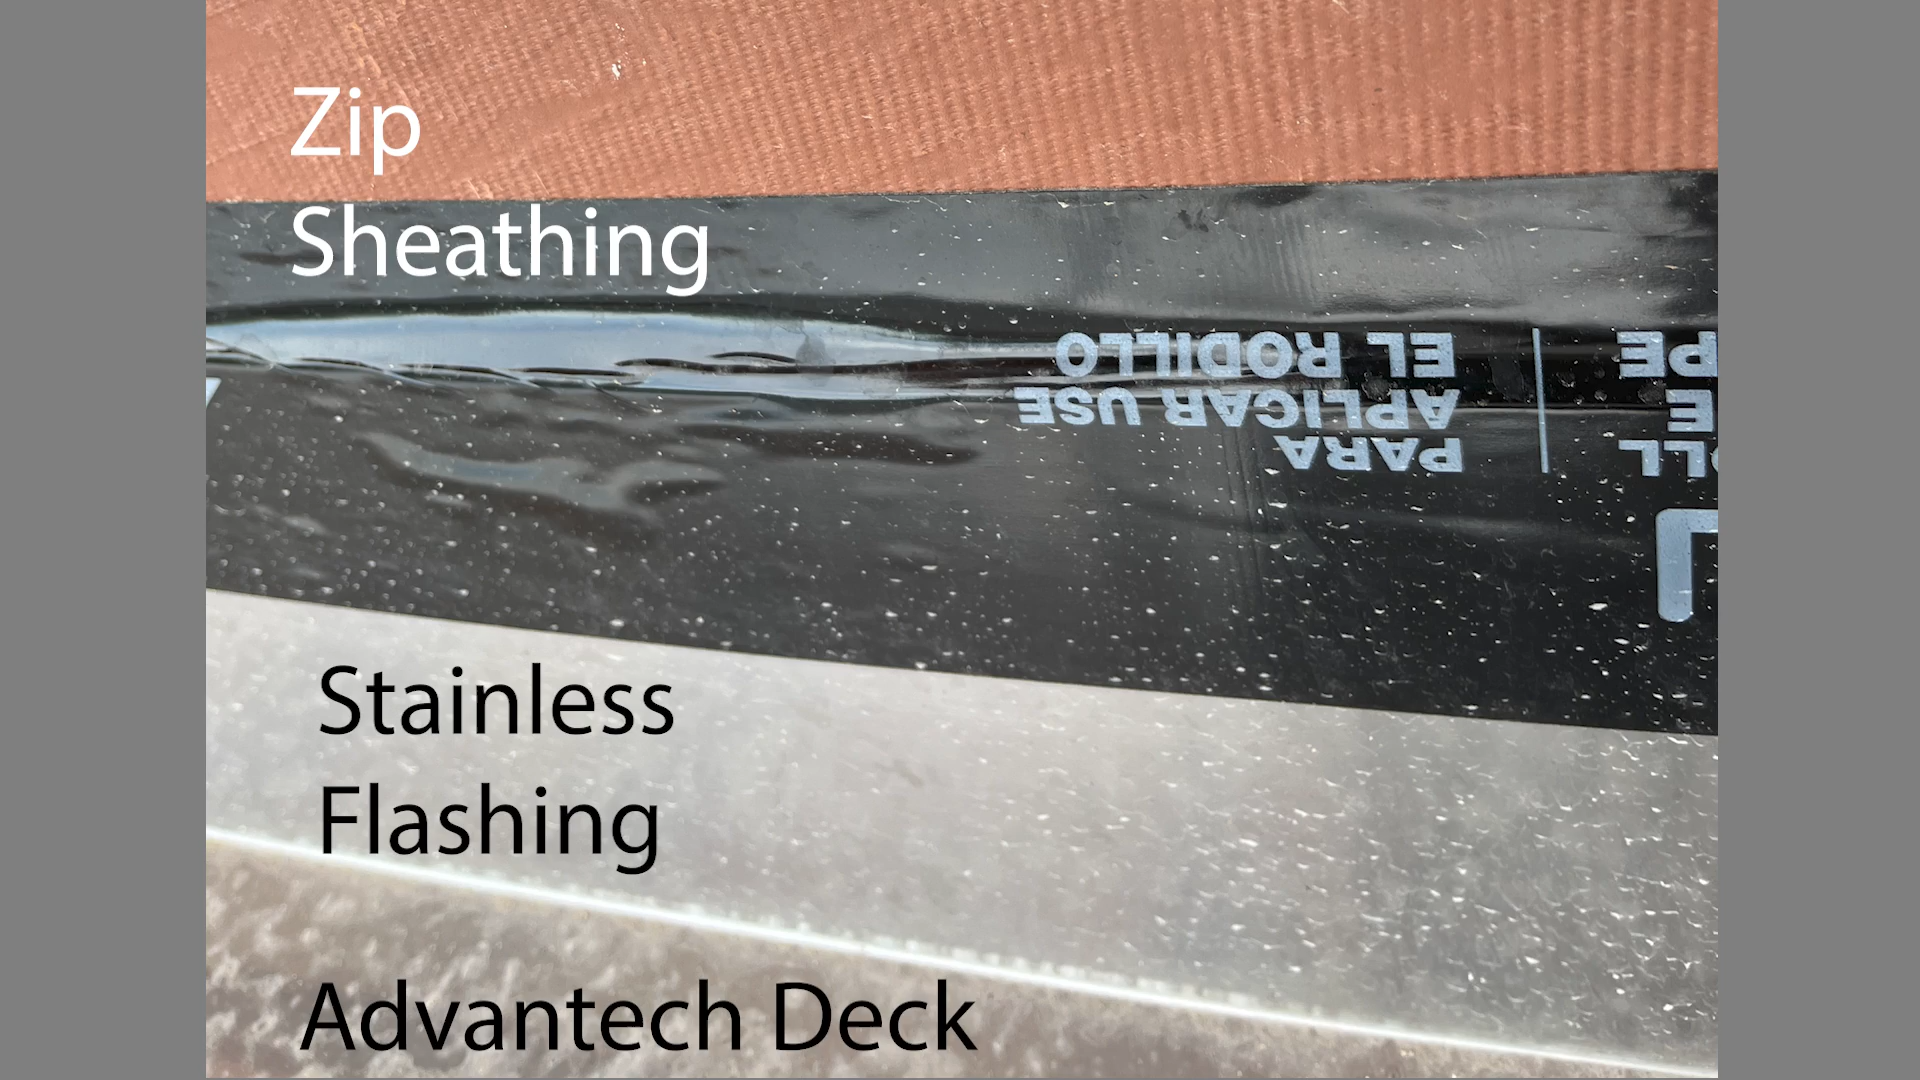 Zip
Sheathing
PARA
APLICAR USE
EL RODILLO
Stainless
Flashing
Advantech Deck